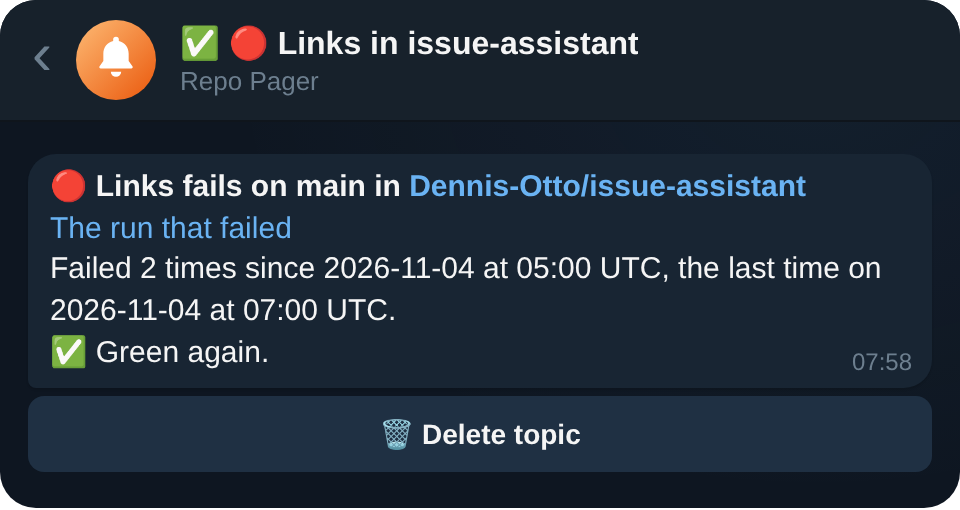 ✅ 🔴 Links in issue-assistant
Repo Pager
🔴 Links fails on main in Dennis-Otto/issue-assistant
The run that failed
Failed 2 times since 2026-11-04 at 05:00 UTC, the last time on
2026-11-04 at 07:00 UTC.
✅ Green again.
07:58
🗑️ Delete topic